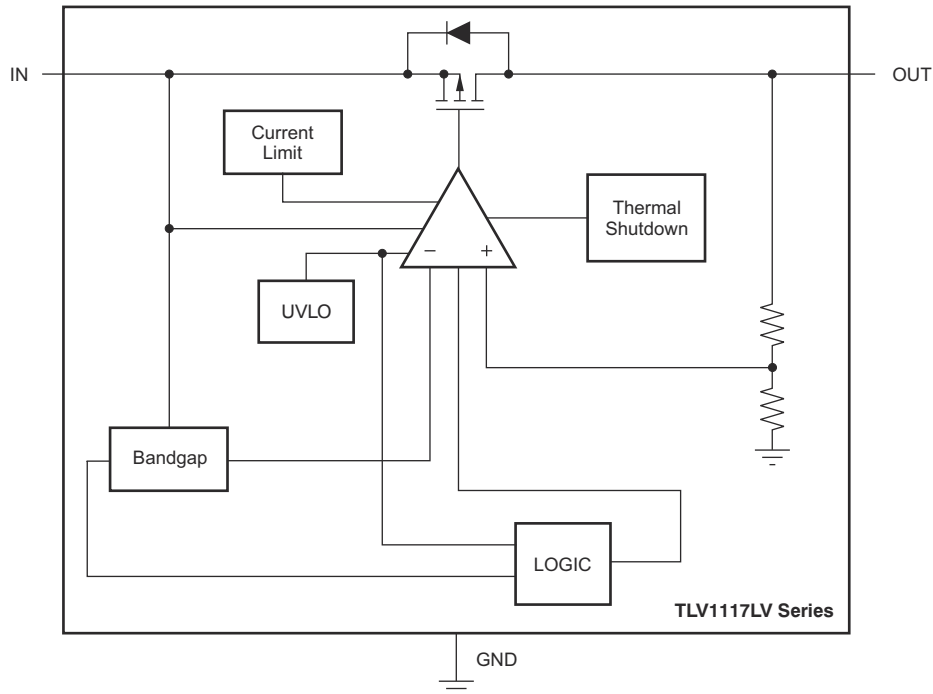 IN
OUT
Current
Limit
Thermal
Shutdown
− +
UVLO
Bandgap
LOGIC
TLV1117LV Series
GND